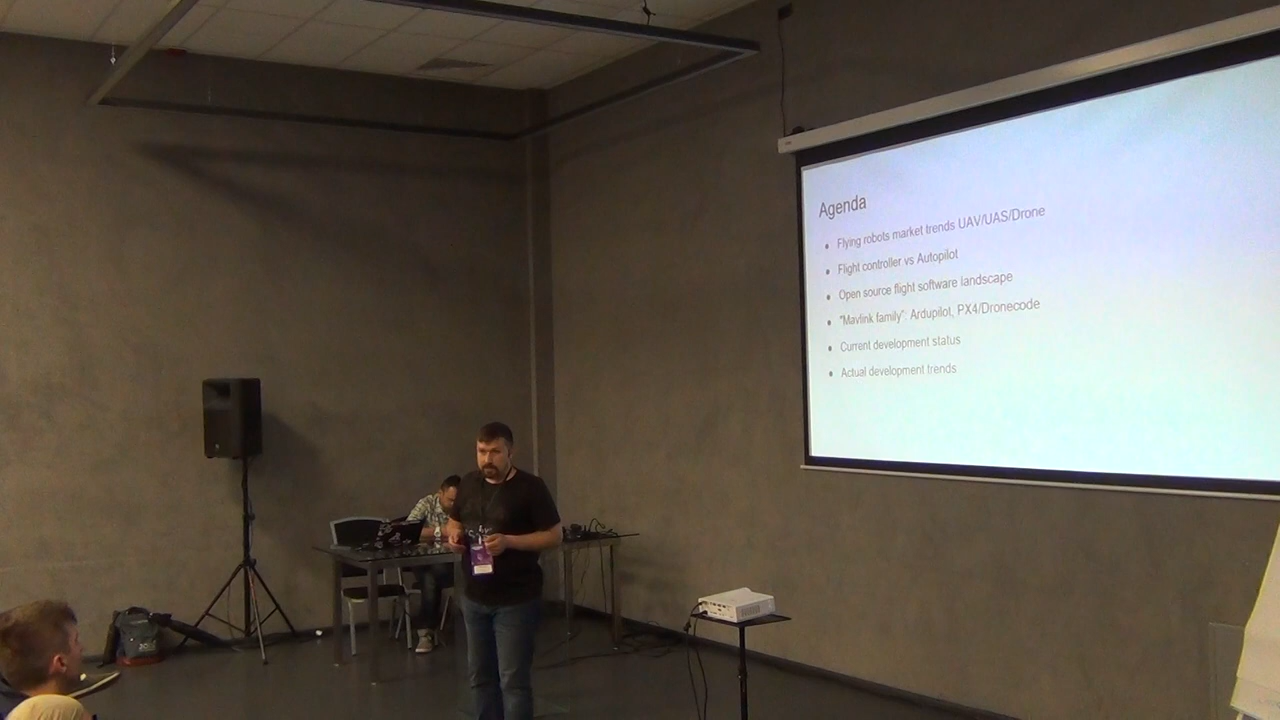 Agenda
• Flying robots market trends UAV/UAS/Drone
• Flight controller vs Autopilot
• Open source flight software landscape
• "Mavlink family": Ardupilot, PX4/Dronecode
• Current development status
• Actual development trends